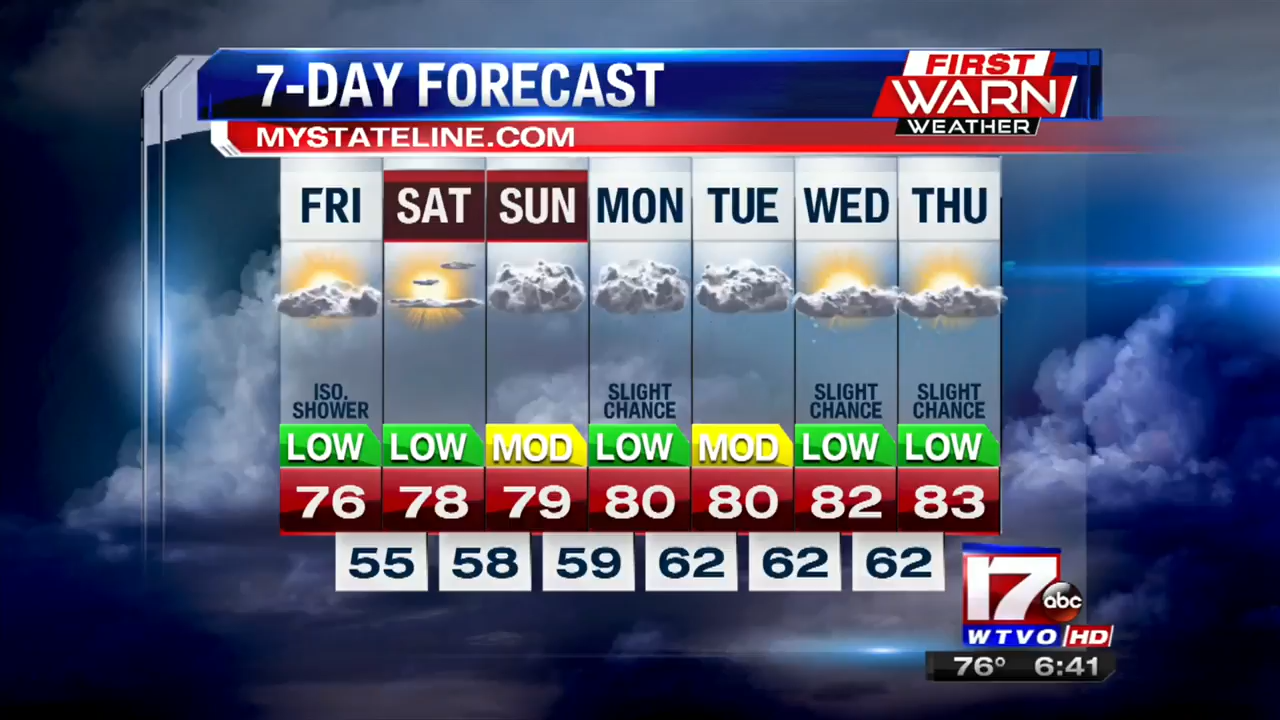 7-DAY FORECAST
FIRST
WARN
WEATHER
MYSTATELINE.COM
FRI SAT SUN MON TUE WED THU
ISO. SLIGHT SLIGHT SLIGHT
SHOWER CHANCE CHANCE CHANCE
LOW LOW MOD LOW MOD LOW LOW
76 78 79 80 80 82 83
55 58 59 62 62 62
17
abc
WTVO HD
76° 6:41